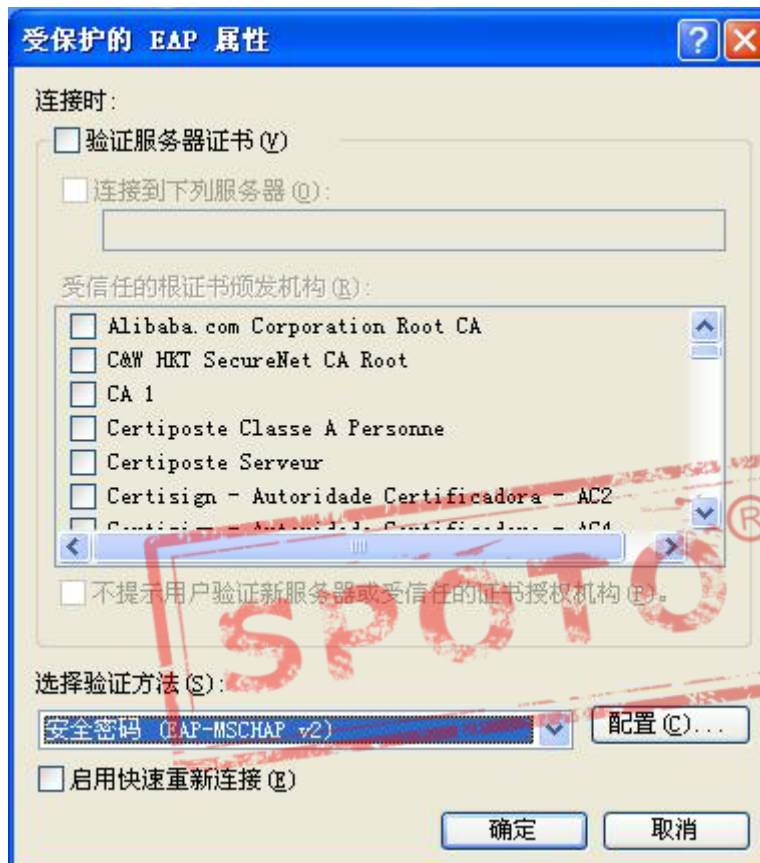 受保护的 EAP 属性
连接时:
验证服务器证书(V)
连接到下列服务器(O):
受信任的根证书颁发机构(R):
Alibaba.com Corporation Root CA
C&W HKT SecureNet CA Root
CA 1
Certiposte Classe A Personne
Certiposte Serveur
Certisign - Autoridade Certificadora - AC2
Certisign - Autoridade Certificadora - AC4
不提示用户验证新服务器或受信任的证书授权机构(P)。
SPOTO®
选择验证方法(S):
安全密码 (EAP-MSCHAP v2)
配置(C)...
启用快速重新连接(E)
确定 取消